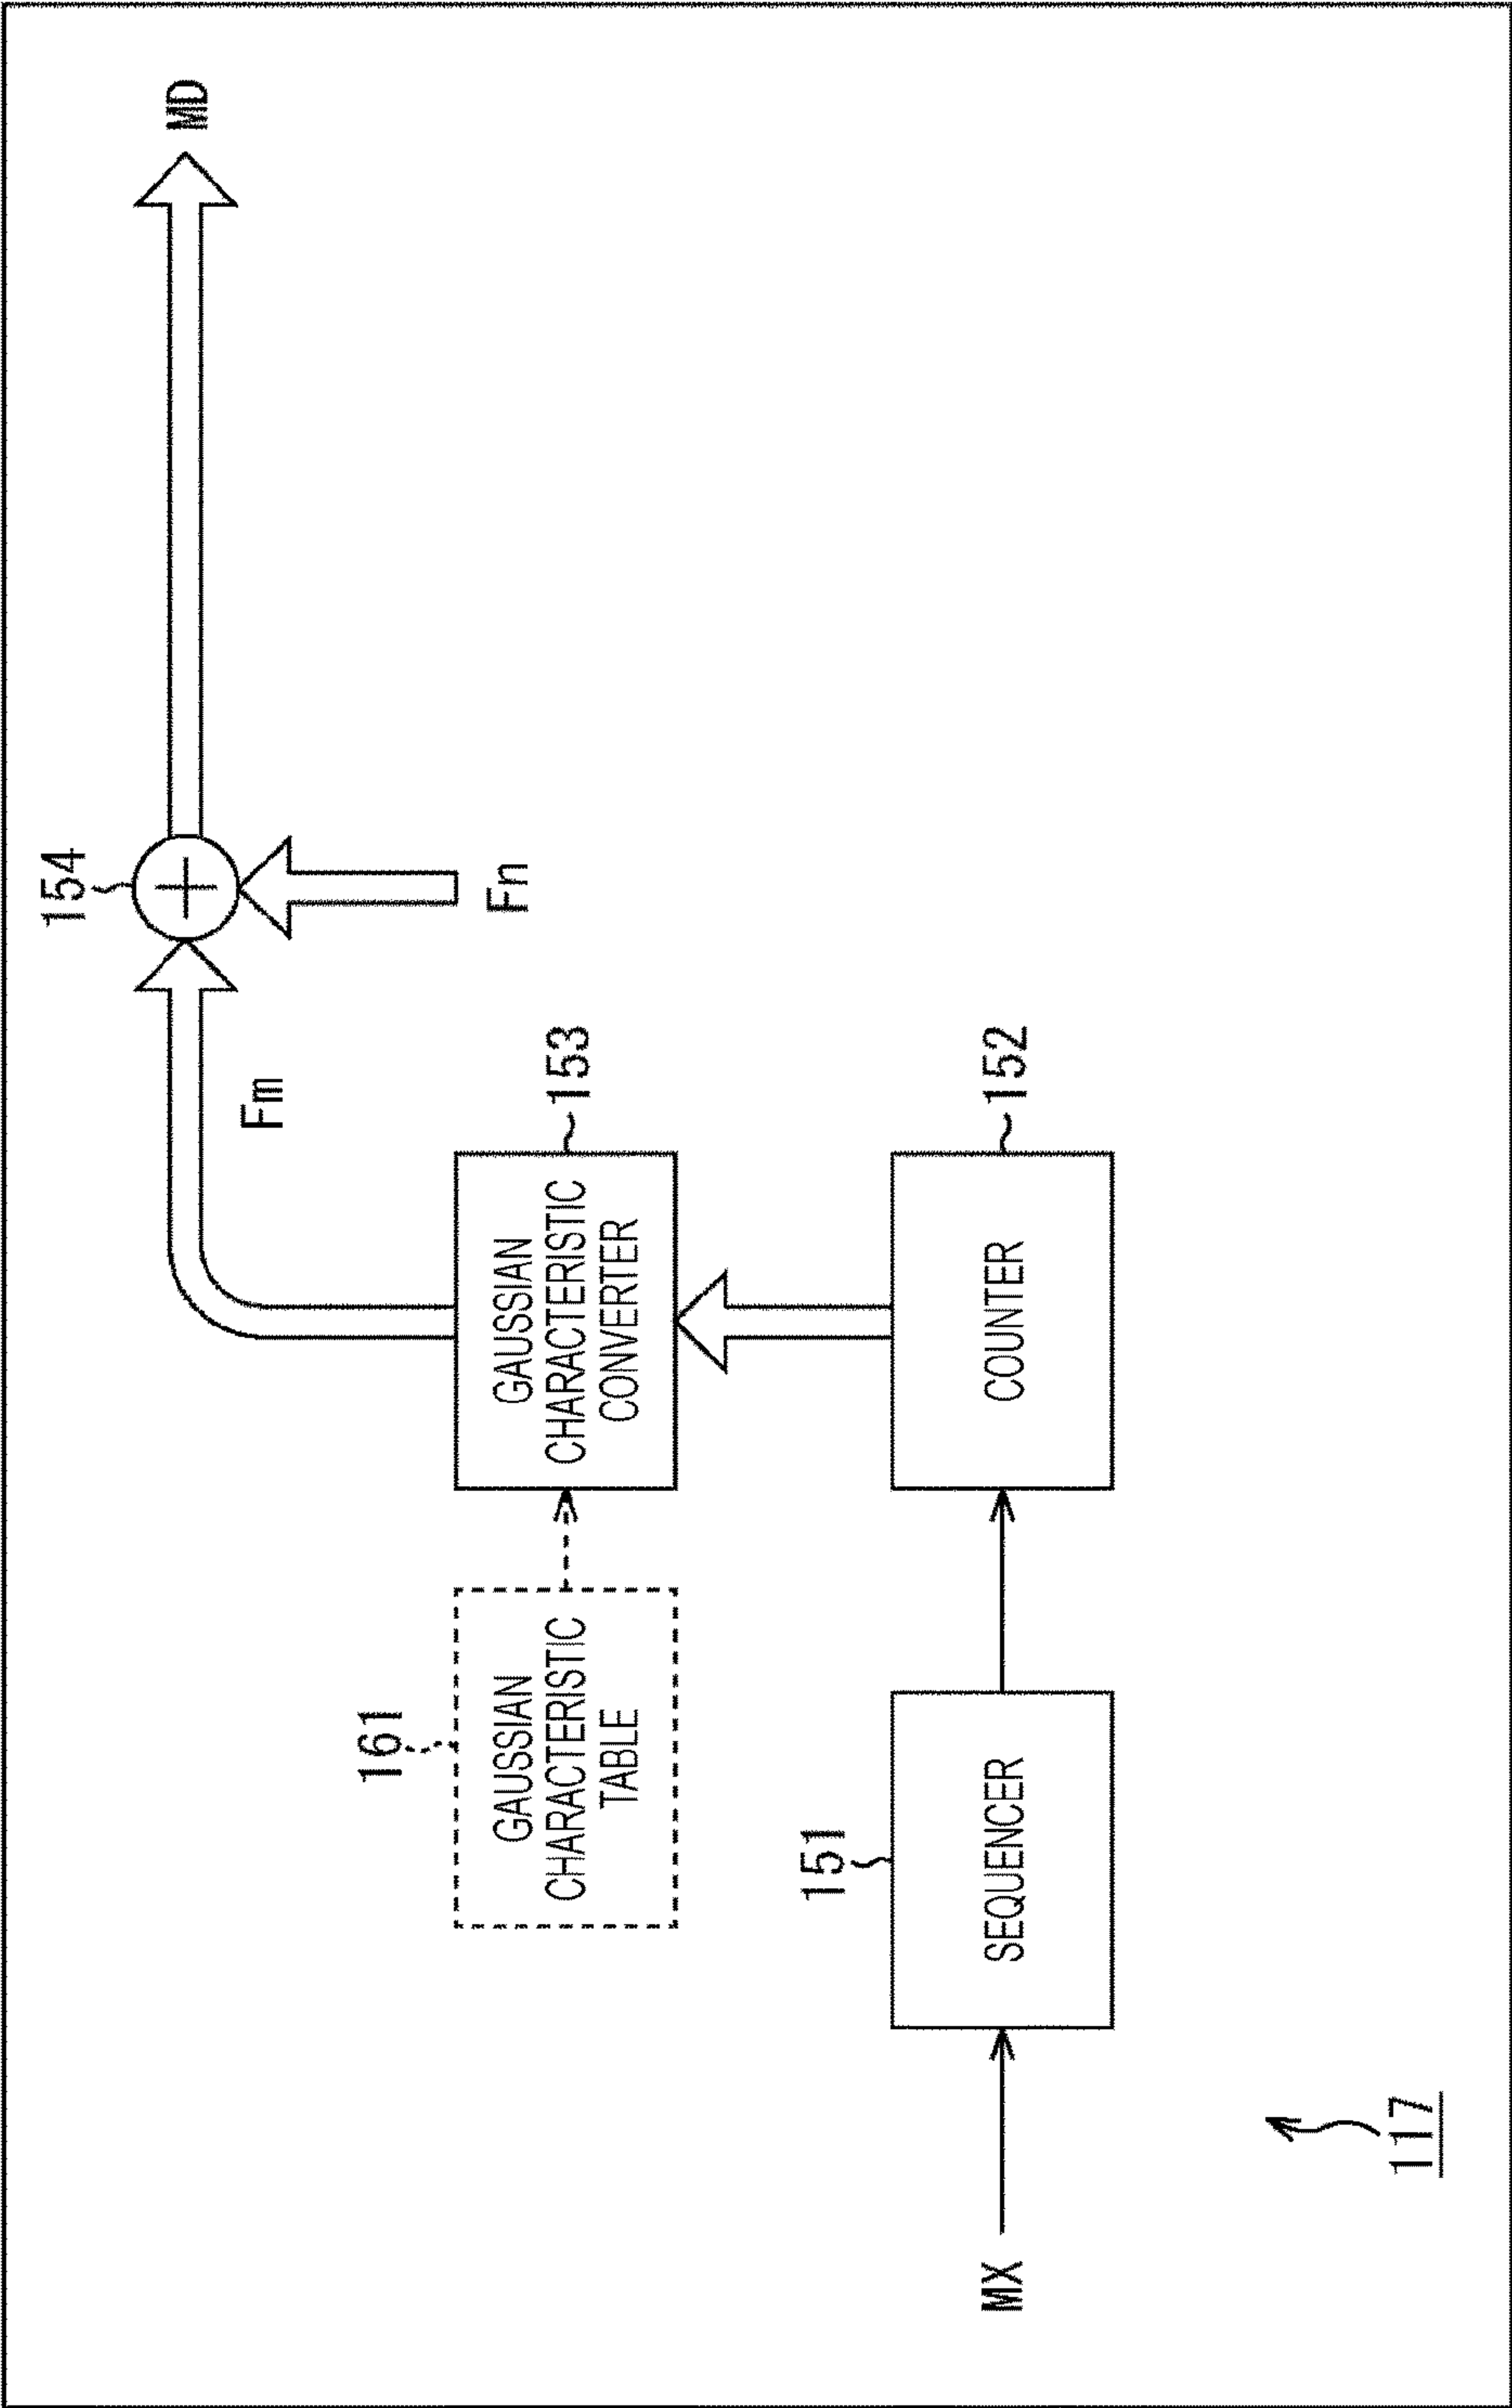 154
MD
Fm
Fn
161
153
GAUSSIAN
CHARACTERISTIC
TABLE
GAUSSIAN
CHARACTERISTIC
CONVERTER
151
152
MX
SEQUENCER
COUNTER
117